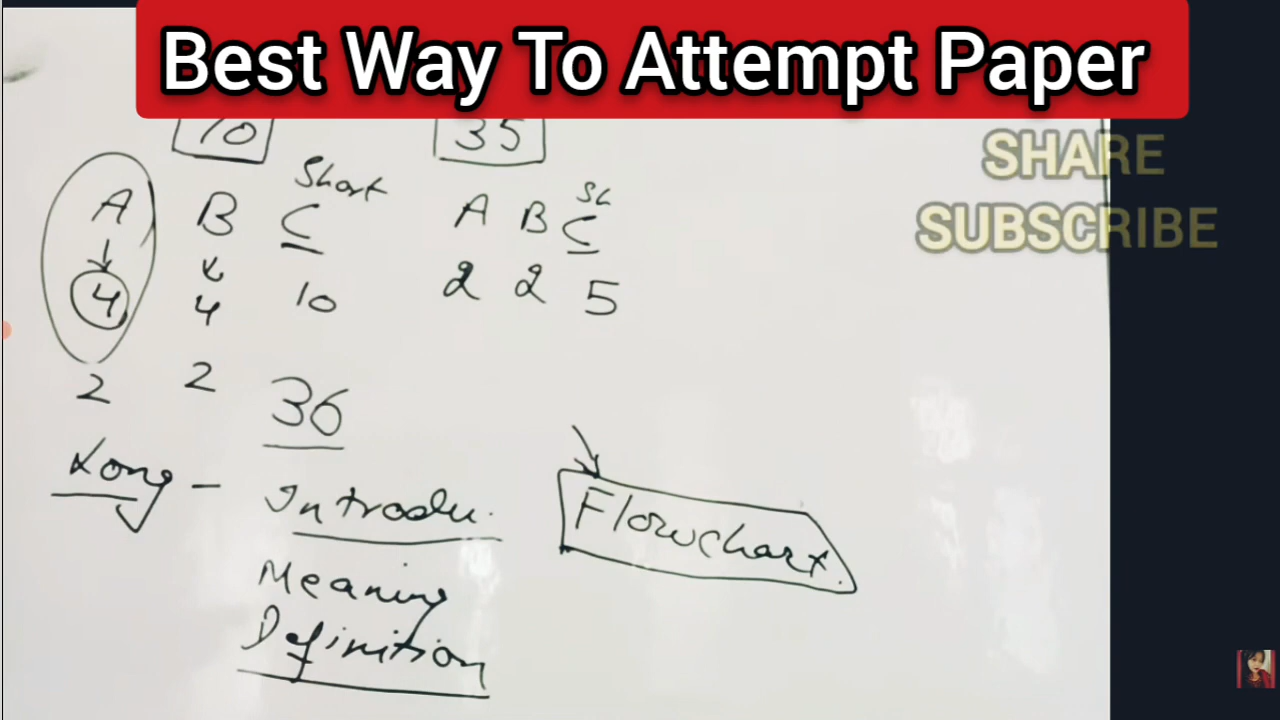 Best Way To Attempt Paper
SHARE
SUBSCRIBE
70 35
Short SL
A B C A B C
4 4 10 2 2 5
2 2 36
Long - Introdu.
Flowchart
Meaning
Definition